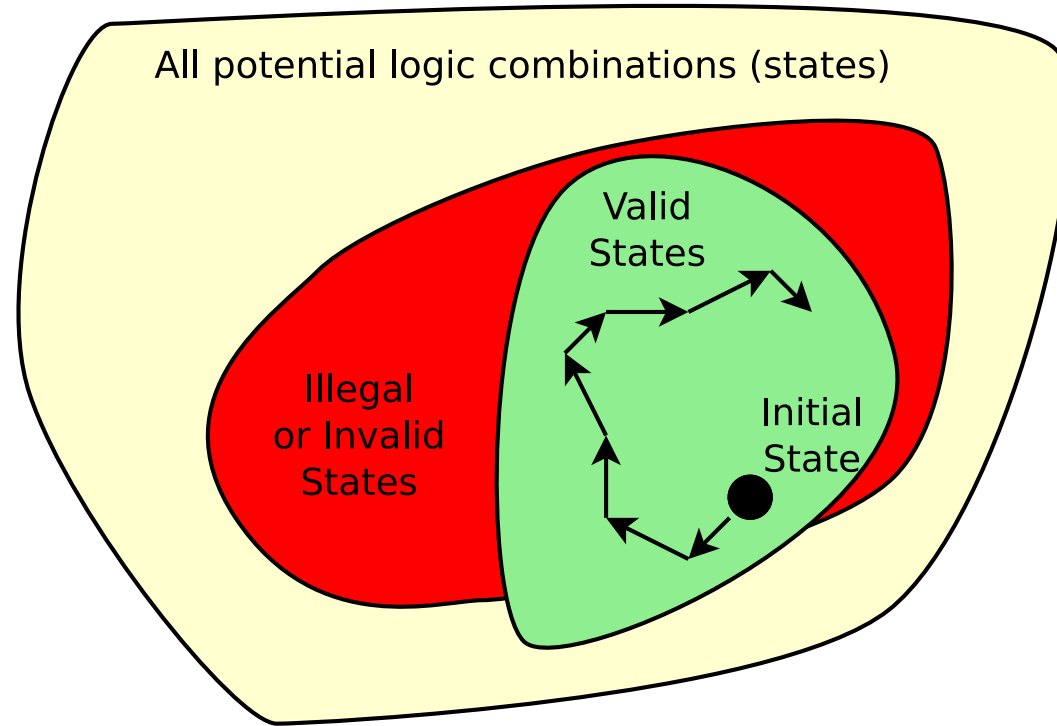 All potential logic combinations (states)
Valid
States
Illegal
or Invalid
States
Initial
State